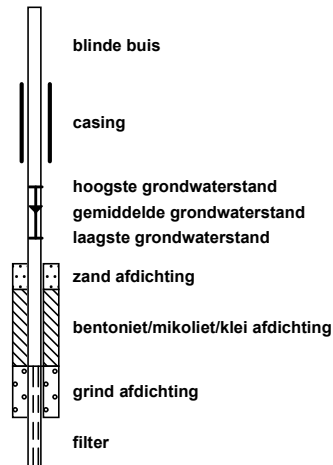 blinde buis
casing
hoogste grondwaterstand
gemiddelde grondwaterstand
laagste grondwaterstand
zand afdichting
bentoniet/mikoliet/klei afdichting
grind afdichting
filter